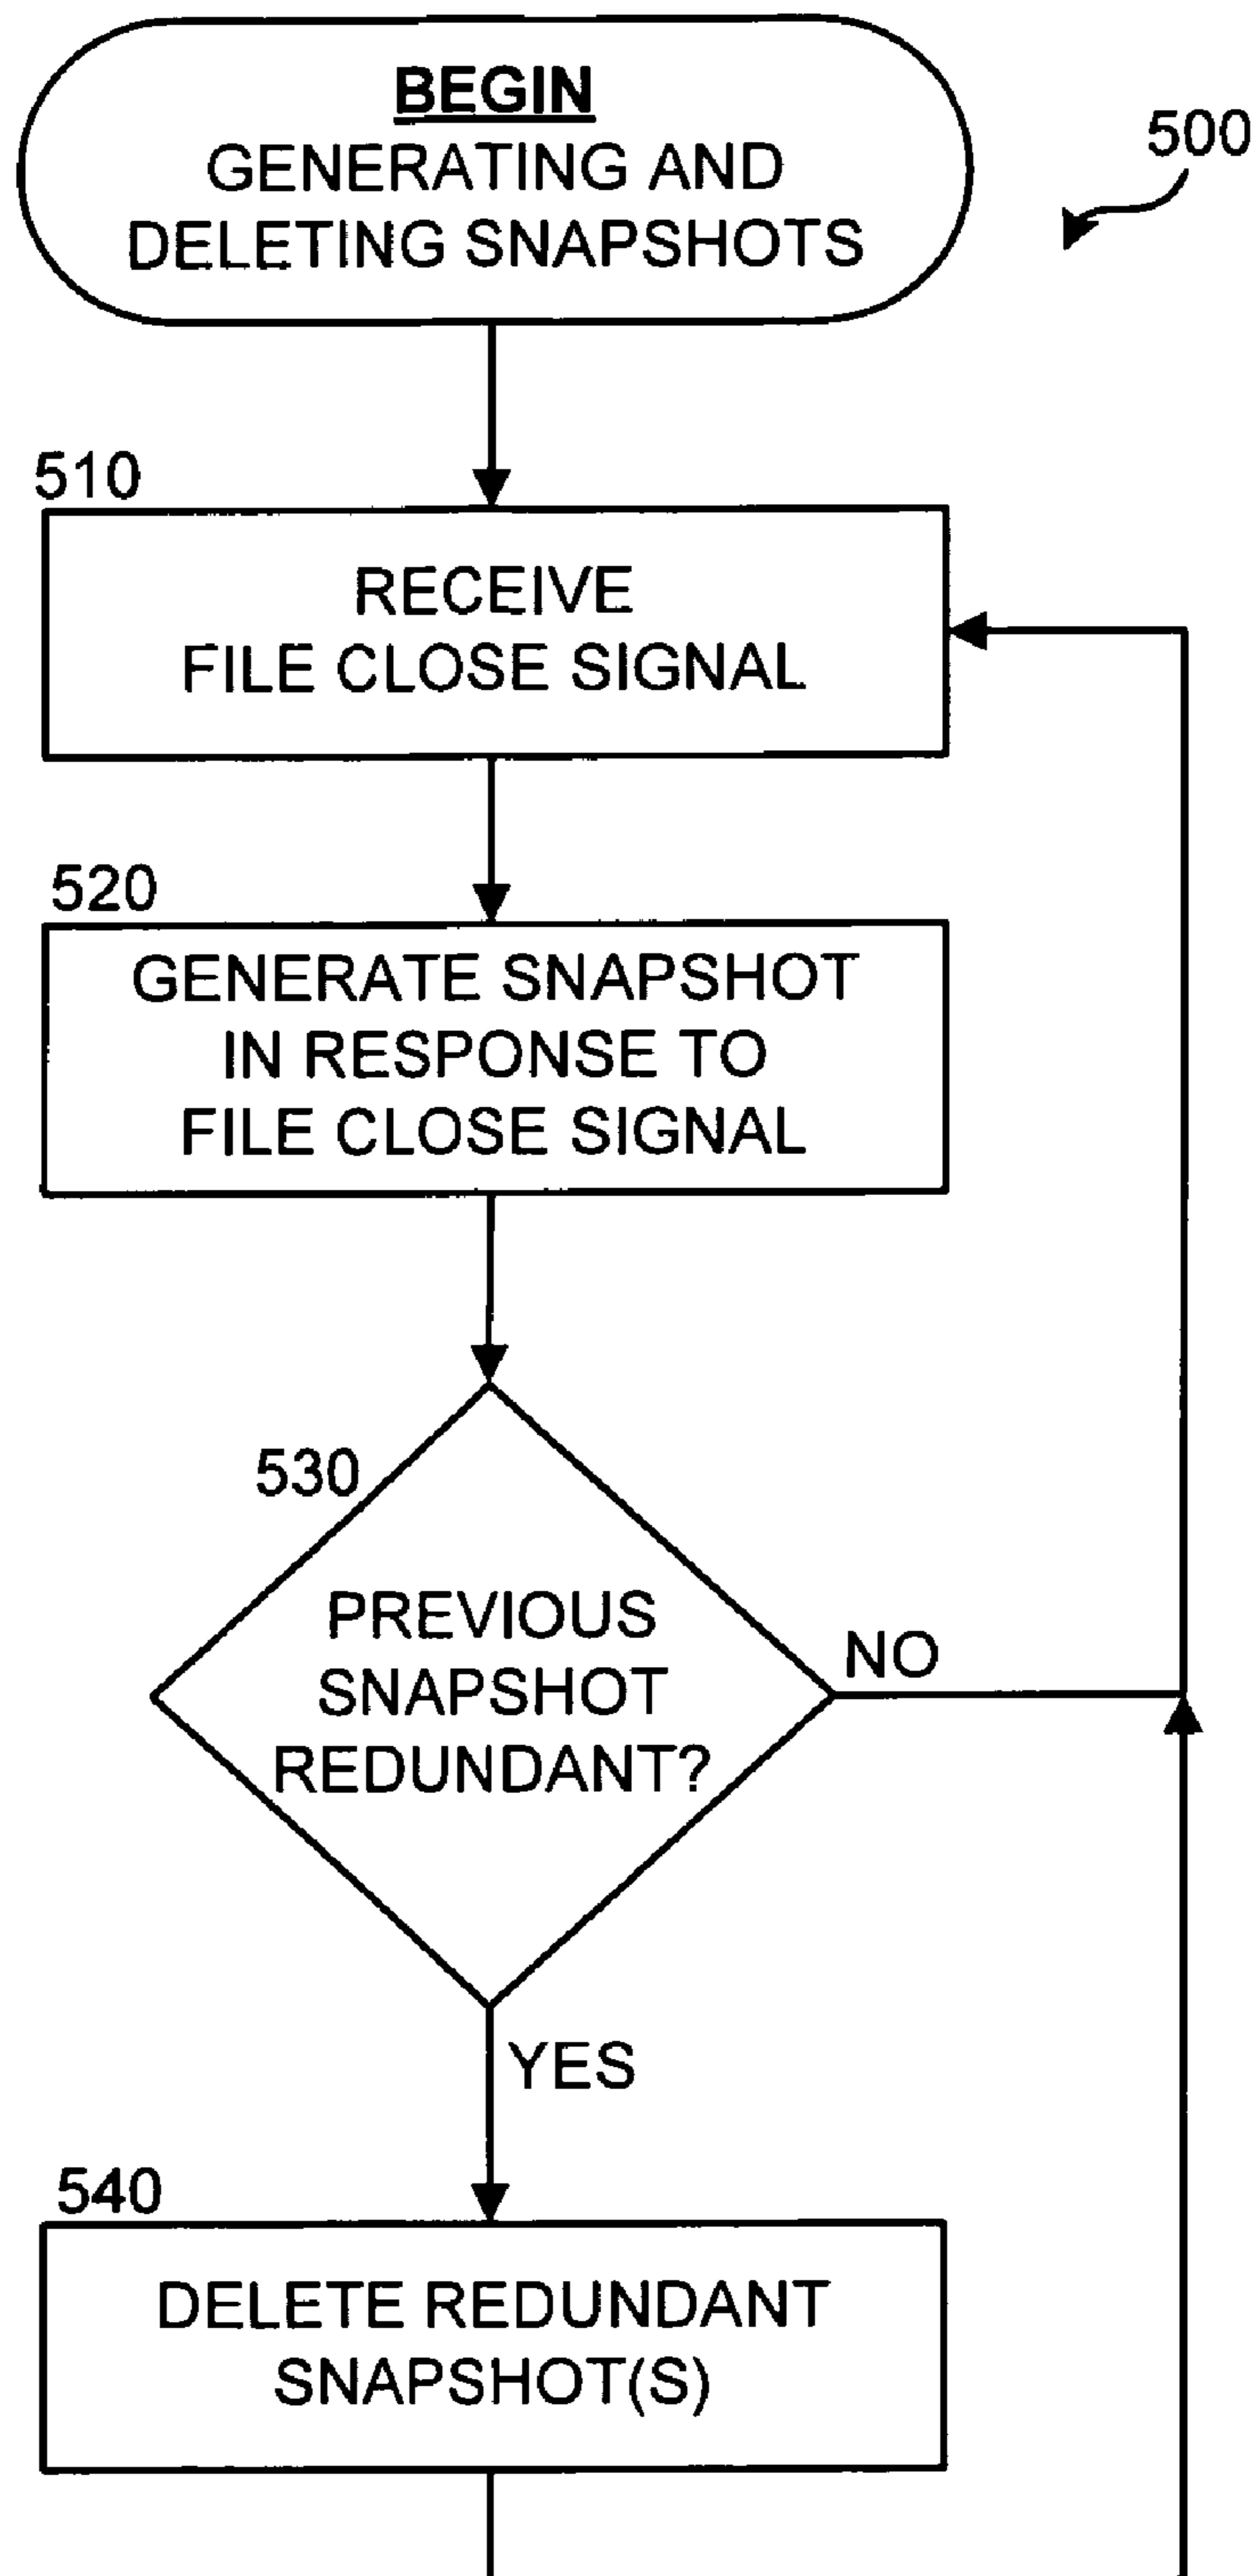 BEGIN
GENERATING AND
DELETING SNAPSHOTS
500
510
RECEIVE
FILE CLOSE SIGNAL
520
GENERATE SNAPSHOT
IN RESPONSE TO
FILE CLOSE SIGNAL
530
PREVIOUS
SNAPSHOT
REDUNDANT?
NO
YES
540
DELETE REDUNDANT
SNAPSHOT(S)